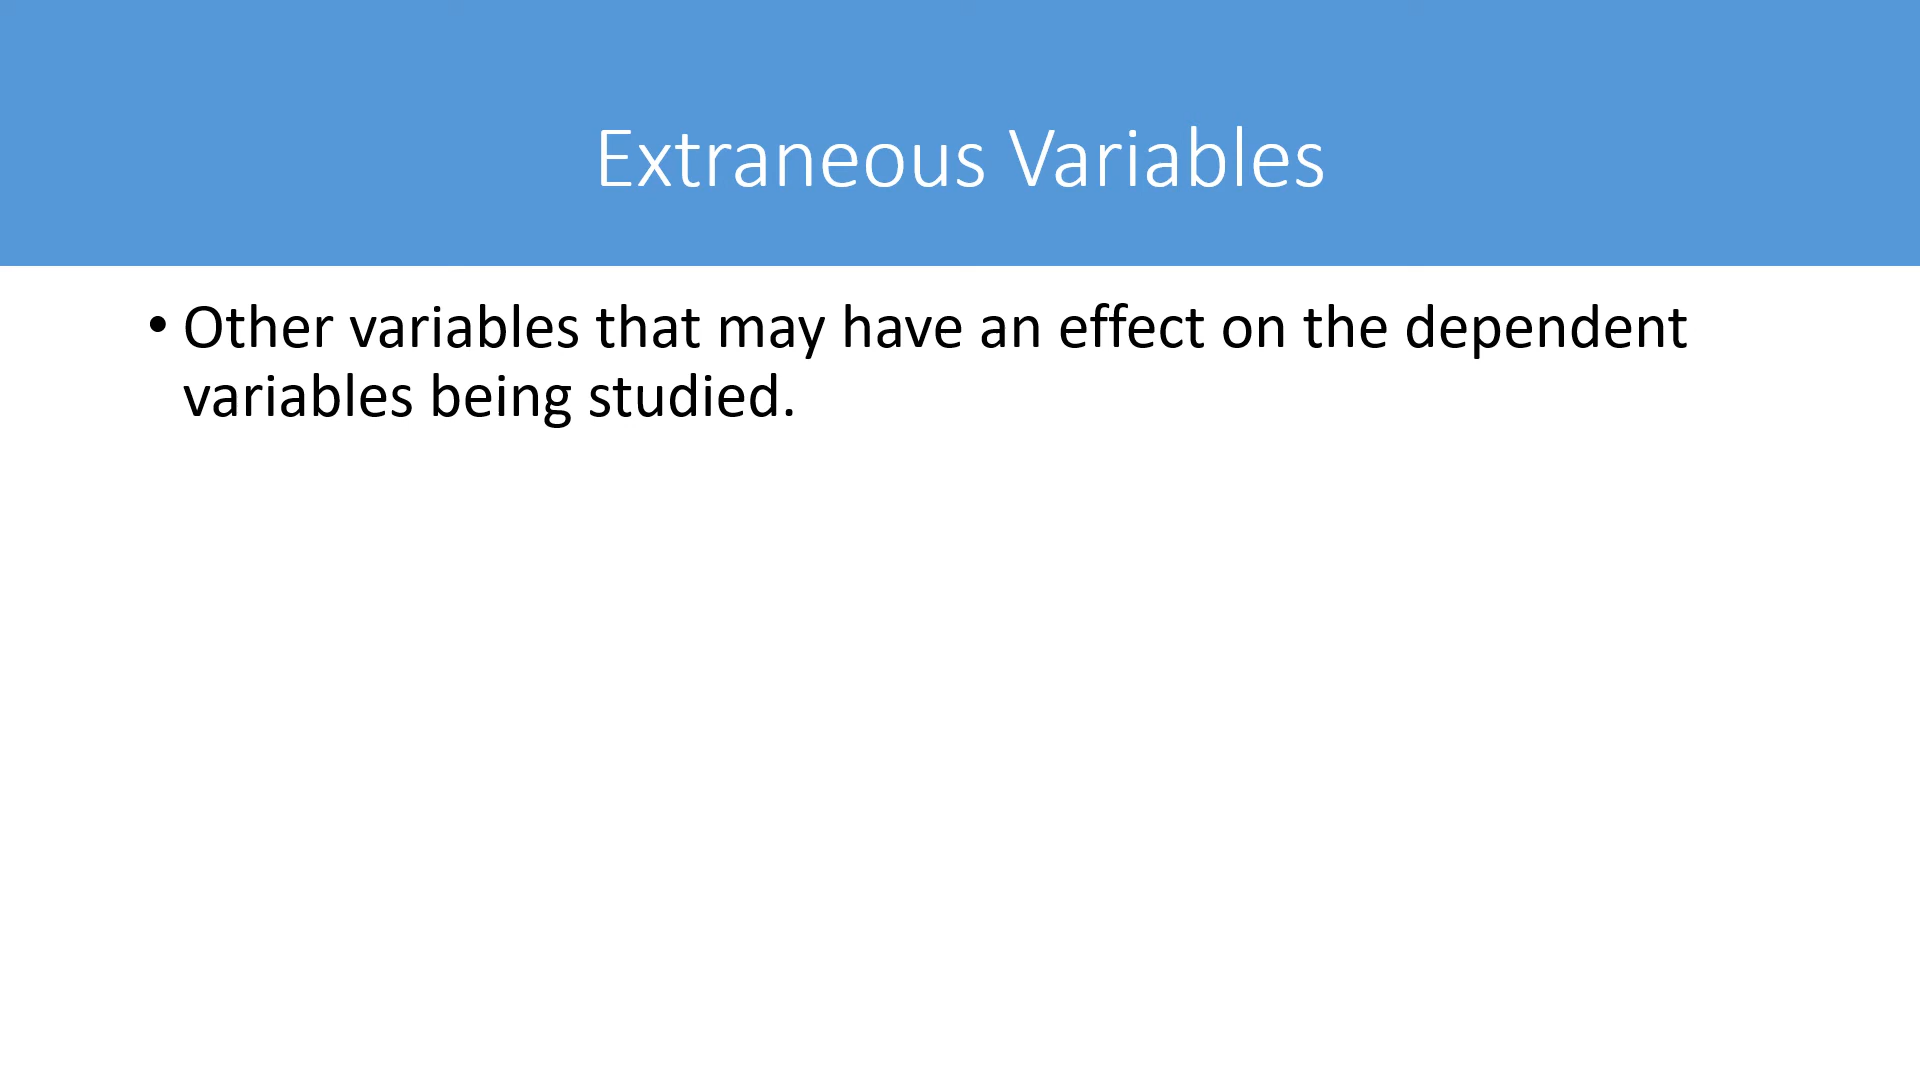 Extraneous Variables
• Other variables that may have an effect on the dependent
variables being studied.